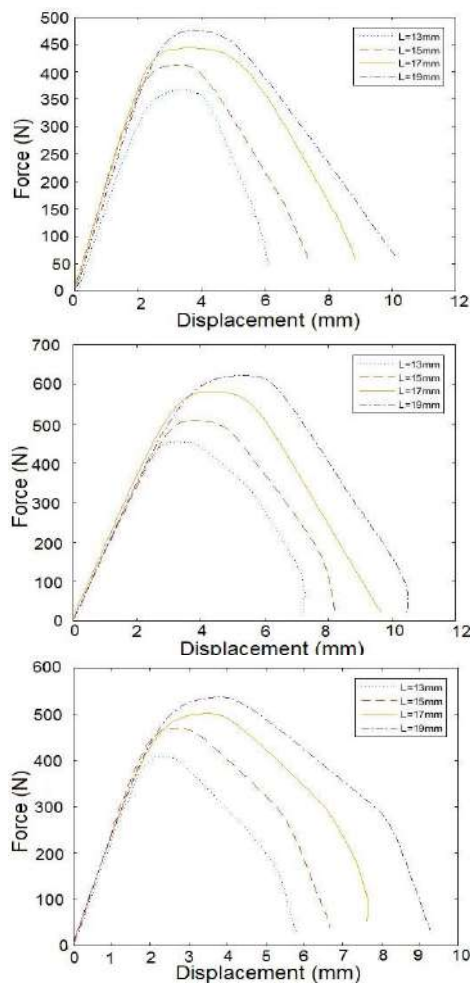 500
450
400
350
300
250
200
150
100
50
0
Force (N)
L=13mm
L=15mm
L=17mm
L=19mm
0 2 4 6 8 10 12
Displacement (mm)
700
600
500
400
300
200
100
0
Force (N)
L=13mm
L=15mm
L=17mm
L=19mm
0 2 4 6 8 10 12
Displacement (mm)
600
500
400
300
200
100
0
Force (N)
L=13mm
L=15mm
L=17mm
L=19mm
0 1 2 3 4 5 6 7 8 9 10
Displacement (mm)